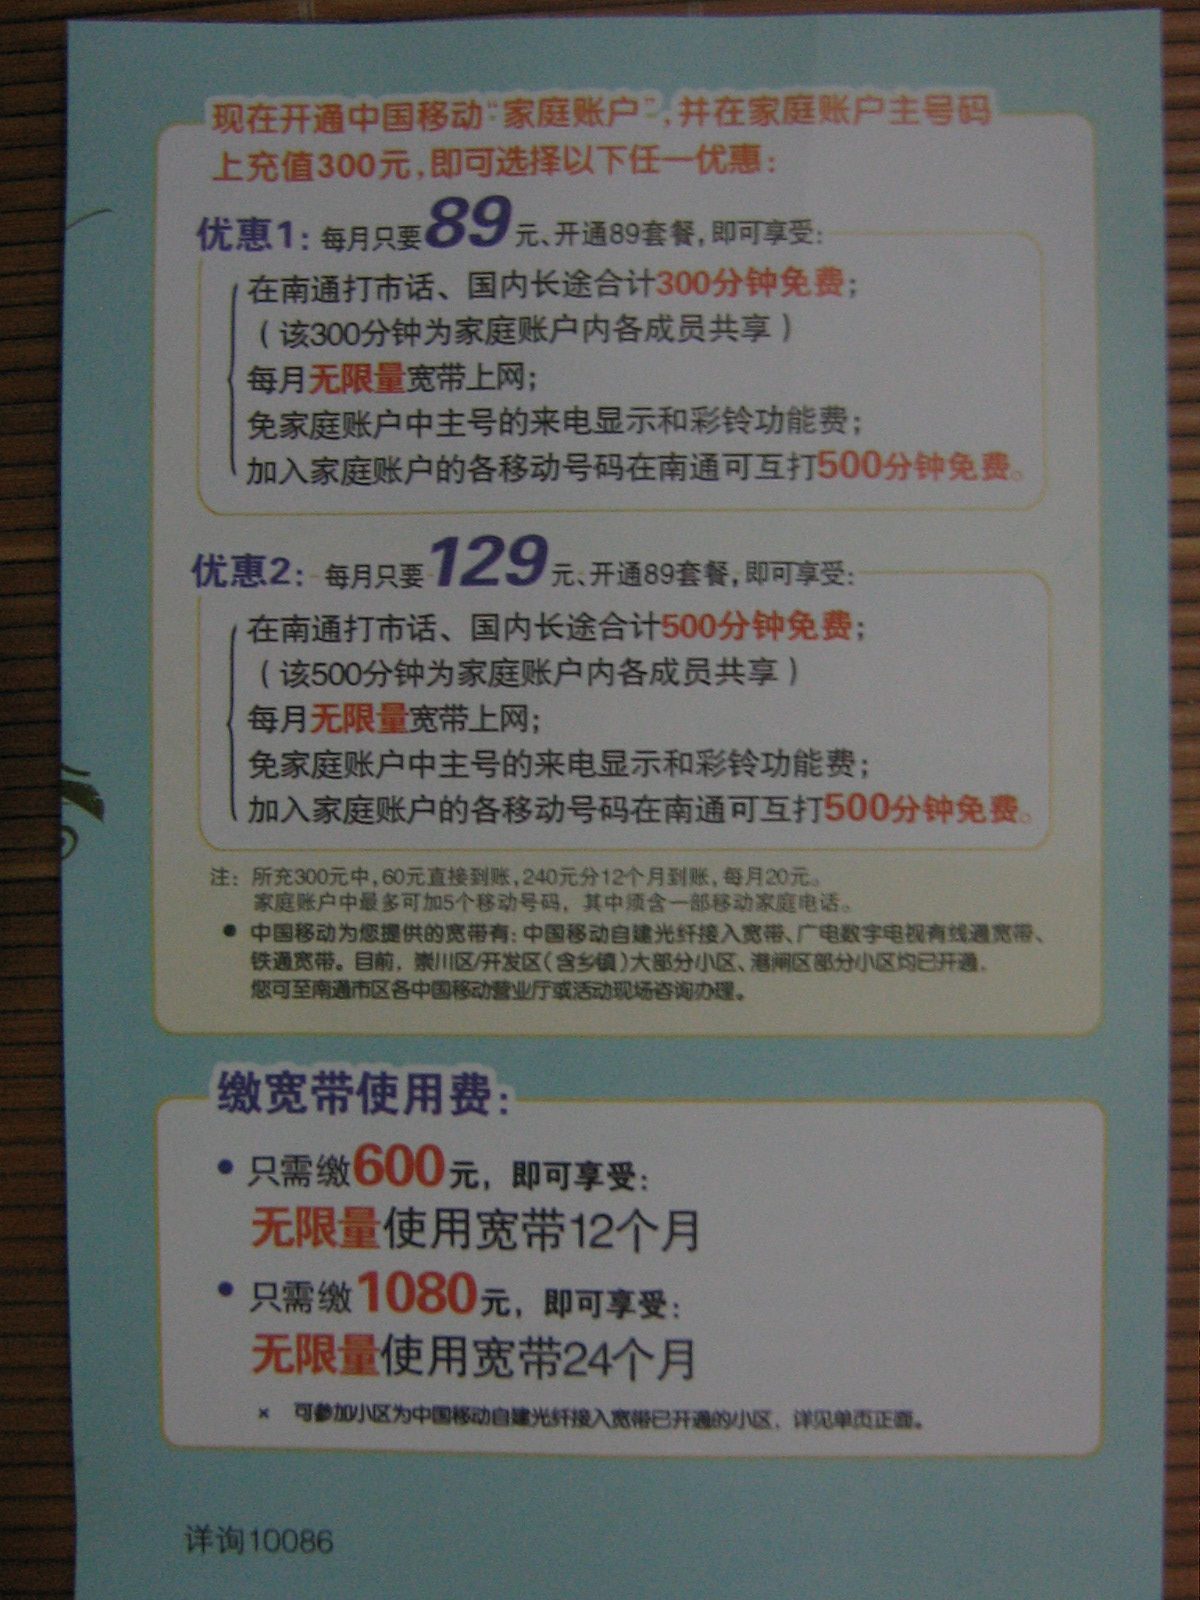 现在开通中国移动“家庭账户”,并在家庭账户主号码
上充值300元,即可选择以下任一优惠:
优惠1: 每月只要89元、开通89套餐,即可享受:
在南通打市话、国内长途合计300分钟免费;
(该300分钟为家庭账户内各成员共享)
每月无限量宽带上网;
免家庭账户中主号的来电显示和彩铃功能费;
加入家庭账户的各移动号码在南通可互打500分钟免费。
优惠2: 每月只要129元、开通89套餐,即可享受:
在南通打市话、国内长途合计500分钟免费;
(该500分钟为家庭账户内各成员共享)
每月无限量宽带上网;
免家庭账户中主号的来电显示和彩铃功能费;
加入家庭账户的各移动号码在南通可互打500分钟免费。
注: 所充300元中,60元直接到账,240元分12个月到账,每月20元。
家庭账户中最多可加5个移动号码,其中须含一部移动家庭电话。
● 中国移动为您提供的宽带有:中国移动自建光纤接入宽带、广电数字电视有线通宽带、
铁通宽带。目前,崇川区/开发区(含乡镇)大部分小区、港闸区部分小区均已开通,
您可至南通市区各中国移动营业厅或活动现场咨询办理。
缴宽带使用费:
● 只需缴600元,即可享受:
无限量使用宽带12个月
● 只需缴1080元,即可享受:
无限量使用宽带24个月
× 可参加小区为中国移动自建光纤接入宽带已开通的小区,详见单页正面。
详询10086